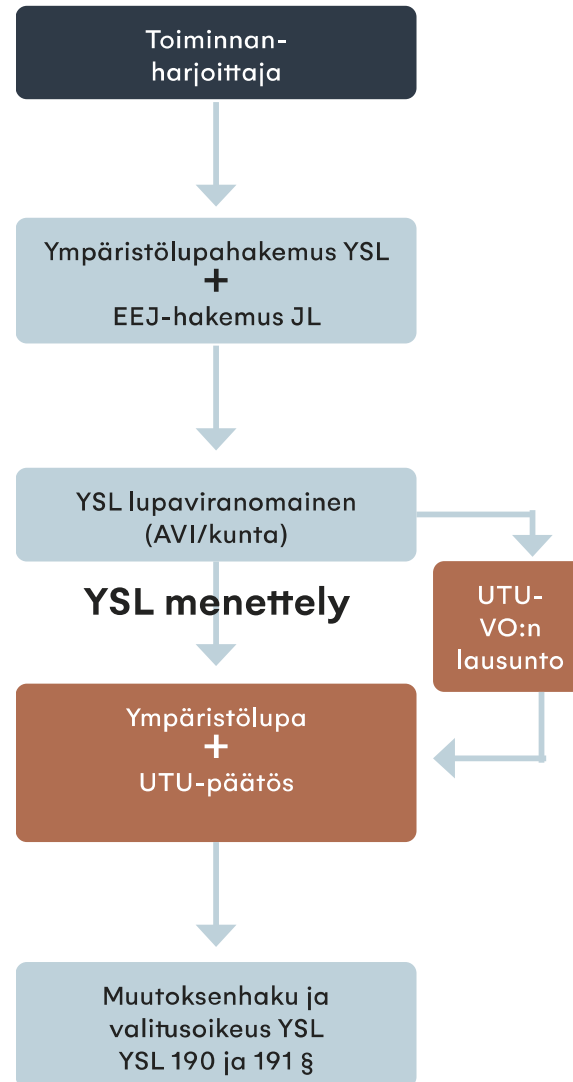 Toiminnan-
harjoittaja
Ympäristölupahakemus YSL
+
EEJ-hakemus JL
YSL lupaviranomainen
(AVI/kunta)
YSL menettely
UTU-
VO:n
lausunto
Ympäristölupa
+
UTU-päätös
Muutoksenhaku ja
valitusoikeus YSL
YSL 190 ja 191 §